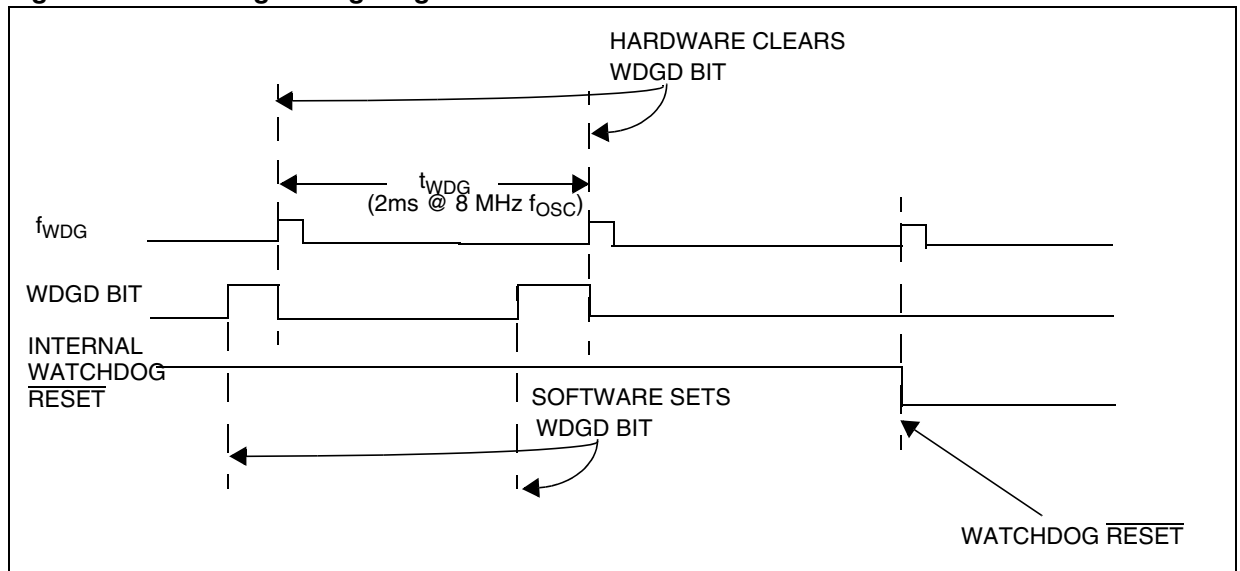 HARDWARE CLEARS
WDGD BIT
tWDG
(2ms @ 8 MHz fOSC)
fWDG
WDGD BIT
INTERNAL
WATCHDOG
RESET
SOFTWARE SETS
WDGD BIT
WATCHDOG RESET